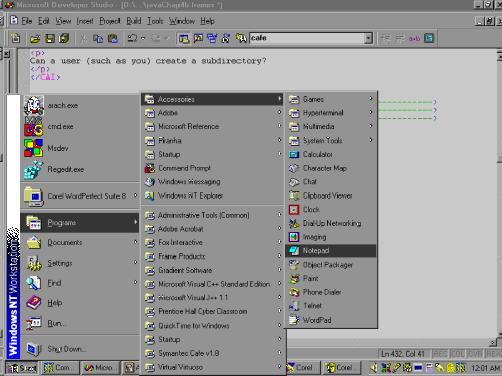 Microsoft Developer Studio - [D:\...\javaChap4b frames *]
File Edit View Insert Project Build Tools Window Help
cafe
<p>
Can a user (such as you) create a subdirectory?
</p>
</CAI>
arach.exe
cmd.exe
Msdev
Regedit.exe
Corel WordPerfect Suite 8
Programs
Documents
Settings
Find
Help
Run...
Shut Down...
Windows NT Workstation
Accessories
Adobe
Microsoft Reference
Piranha
Startup
Command Prompt
Windows Messaging
Windows NT Explorer
Administrative Tools (Common)
Adobe Acrobat
Fox Interactive
Frame Products
Gradient Software
Microsoft Visual C++ Standard Edition
Microsoft Visual J++ 1.1
Prentice Hall Cyber Classroom
QuickTime for Windows
Startup
Symantec Cafe v1.8
Virtual Virtuoso
Games
Hyperterminal
Multimedia
System Tools
Calculator
Character Map
Chat
Clipboard Viewer
Clock
Dial-Up Networking
Imaging
Notepad
Object Packager
Paint
Phone Dialer
Telnet
WordPad
Ln 432, Col 41
REC COL OVR READ
Start
Com...
Micro...
Corel
Corel
12:01 AM